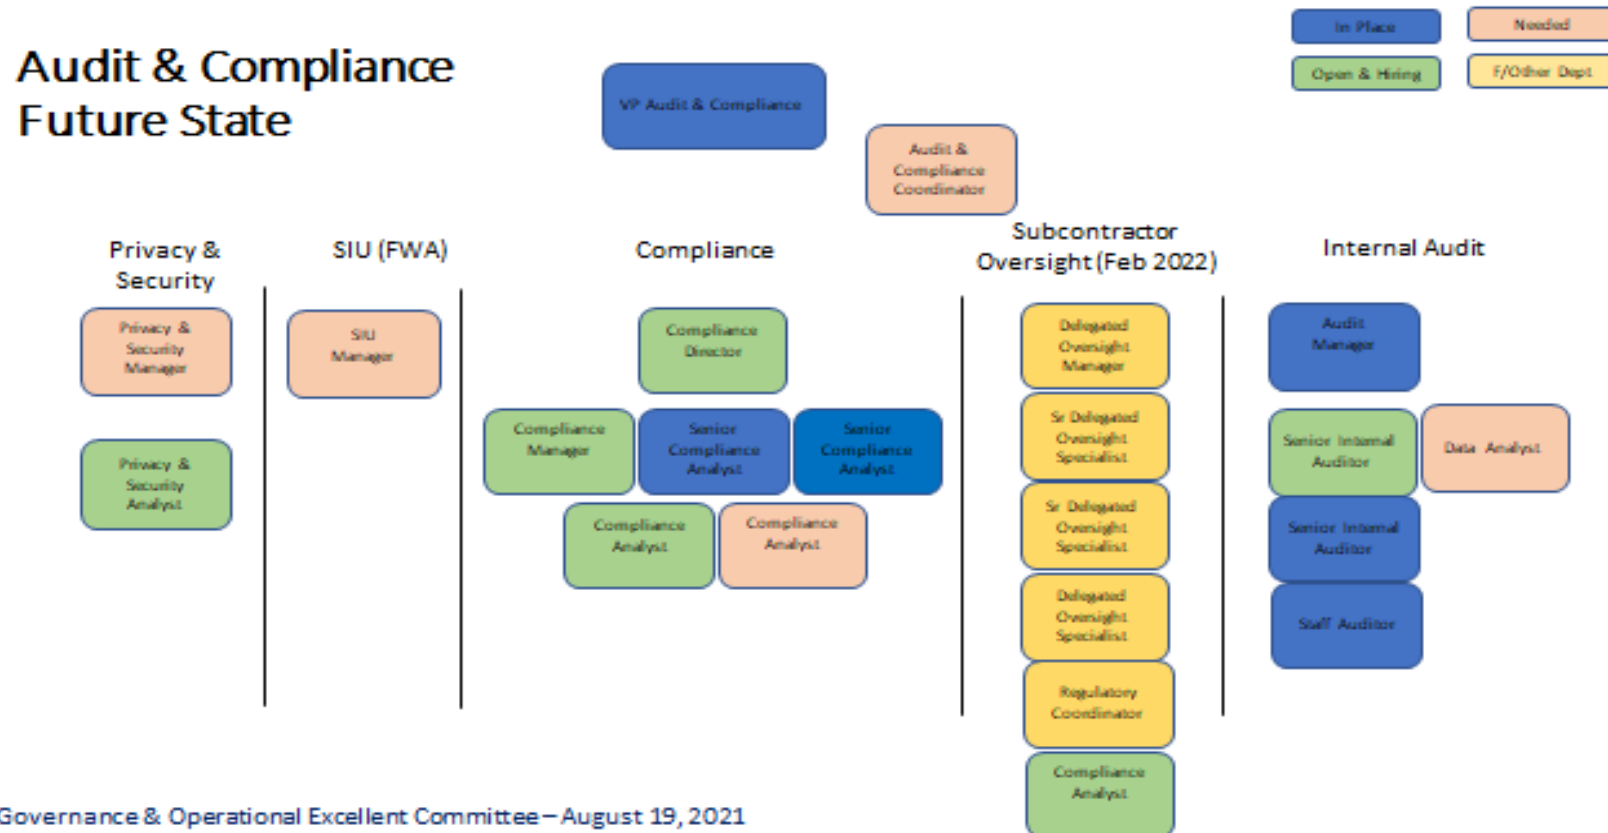 In Place
Needed
Open & Hiring
F/Other Dept
Audit & Compliance
Future State
VP Audit & Compliance
Audit &
Compliance
Coordinator
Privacy &
Security
SIU (FWA)
Compliance
Subcontractor
Oversight (Feb 2022)
Internal Audit
Privacy &
Security
Manager
Privacy &
Security
Analyst
SIU
Manager
Compliance
Director
Compliance
Manager
Senior
Compliance
Analyst
Senior
Compliance
Analyst
Compliance
Analyst
Compliance
Analyst
Delegated
Oversight
Manager
Sr Delegated
Oversight
Specialist
Sr Delegated
Oversight
Specialist
Delegated
Oversight
Specialist
Regulatory
Coordinator
Compliance
Analyst
Audit
Manager
Senior Internal
Auditor
Data Analyst
Senior Internal
Auditor
Staff Auditor
Governance & Operational Excellent Committee – August 19, 2021